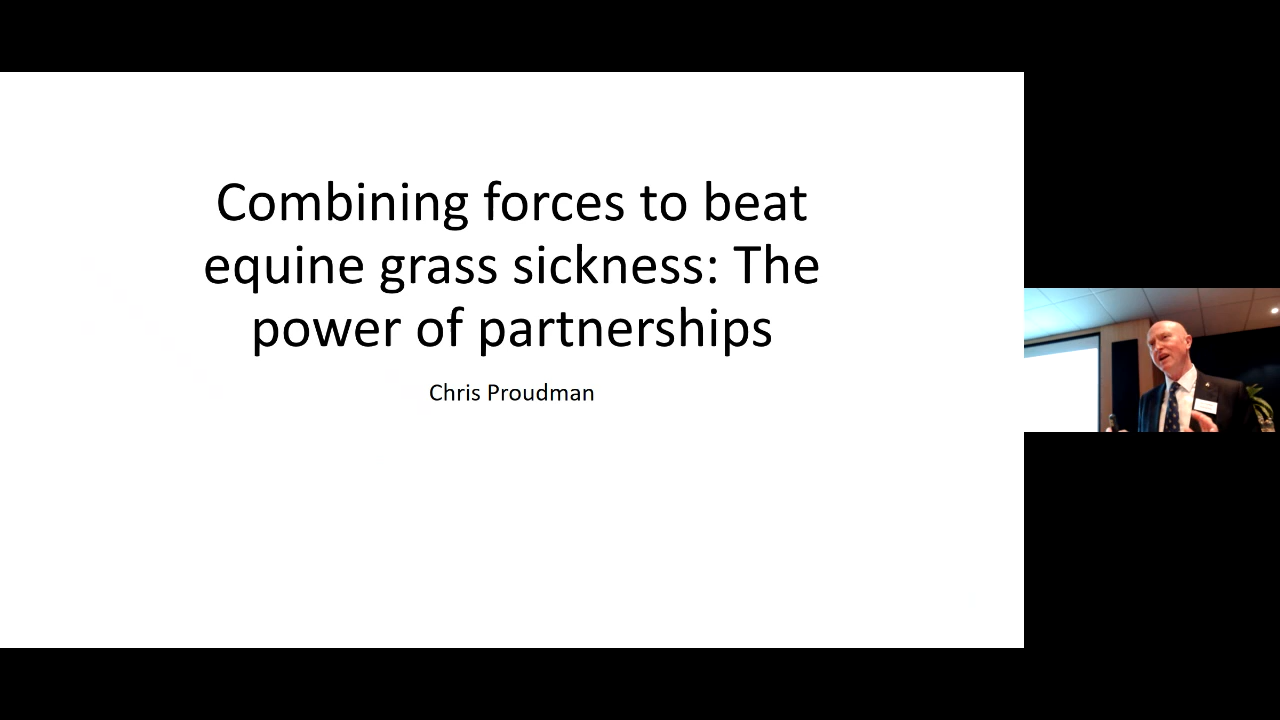 Combining forces to beat
equine grass sickness: The
power of partnerships
Chris Proudman